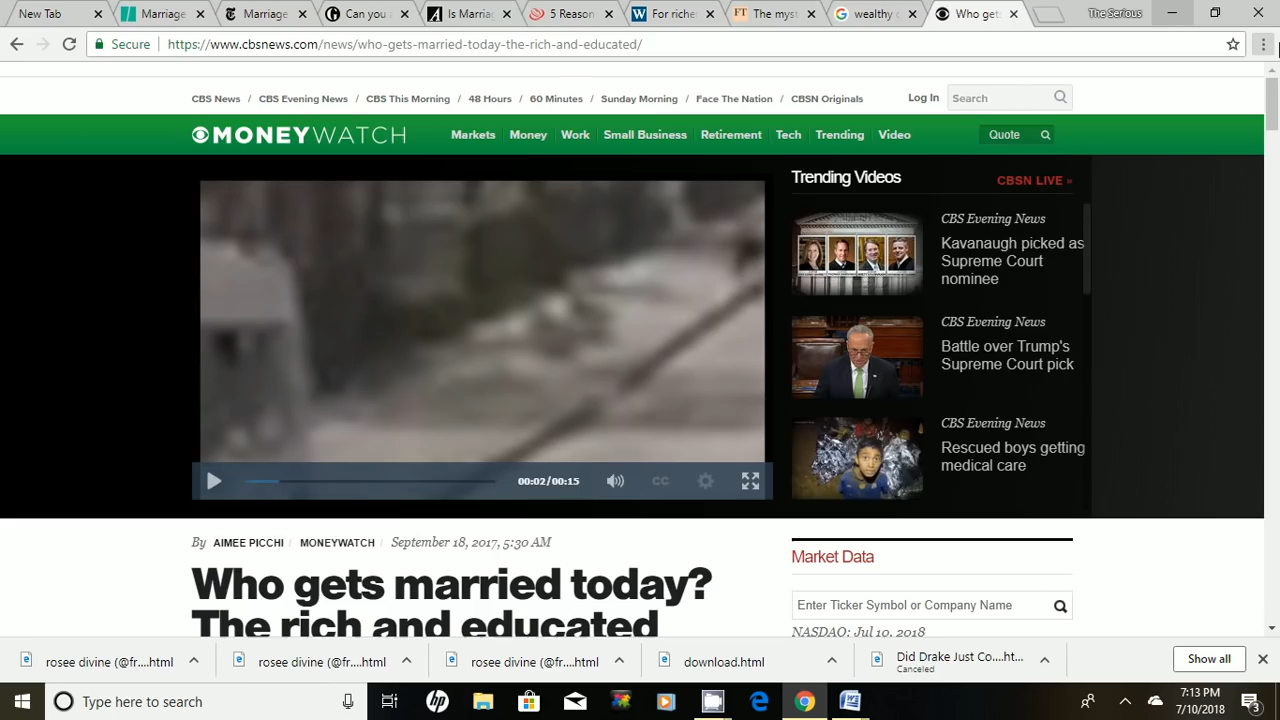 New Tab
Marriage
Marriage
Can you a
Is Marriag
5 Reason
For riche
The myst
wealthy c
Who gets
The Serious
Secure
https://www.cbsnews.com/news/who-gets-married-today-the-rich-and-educated/
CBS News / CBS Evening News / CBS This Morning / 48 Hours / 60 Minutes / Sunday Morning / Face The Nation / CBSN Originals
Log In
Search
MONEYWATCH
Markets
Money
Work
Small Business
Retirement
Tech
Trending
Video
Quote
Trending Videos
CBSN LIVE »
CBS Evening News
Kavanaugh picked as
Supreme Court
nominee
CBS Evening News
Battle over Trump's
Supreme Court pick
CBS Evening News
Rescued boys getting
medical care
00:02/00:15
CC
By AIMEE PICCHI / MONEYWATCH / September 18, 2017, 5:30 AM
Who gets married today?
The rich and educated
Market Data
Enter Ticker Symbol or Company Name
NASDAQ: Jul 10, 2018
rosee divine (@fr....html
rosee divine (@fr....html
rosee divine (@fr....html
download.html
Did Drake Just Co....ht...
Canceled
Show all
Type here to search
7:13 PM
7/10/2018
3